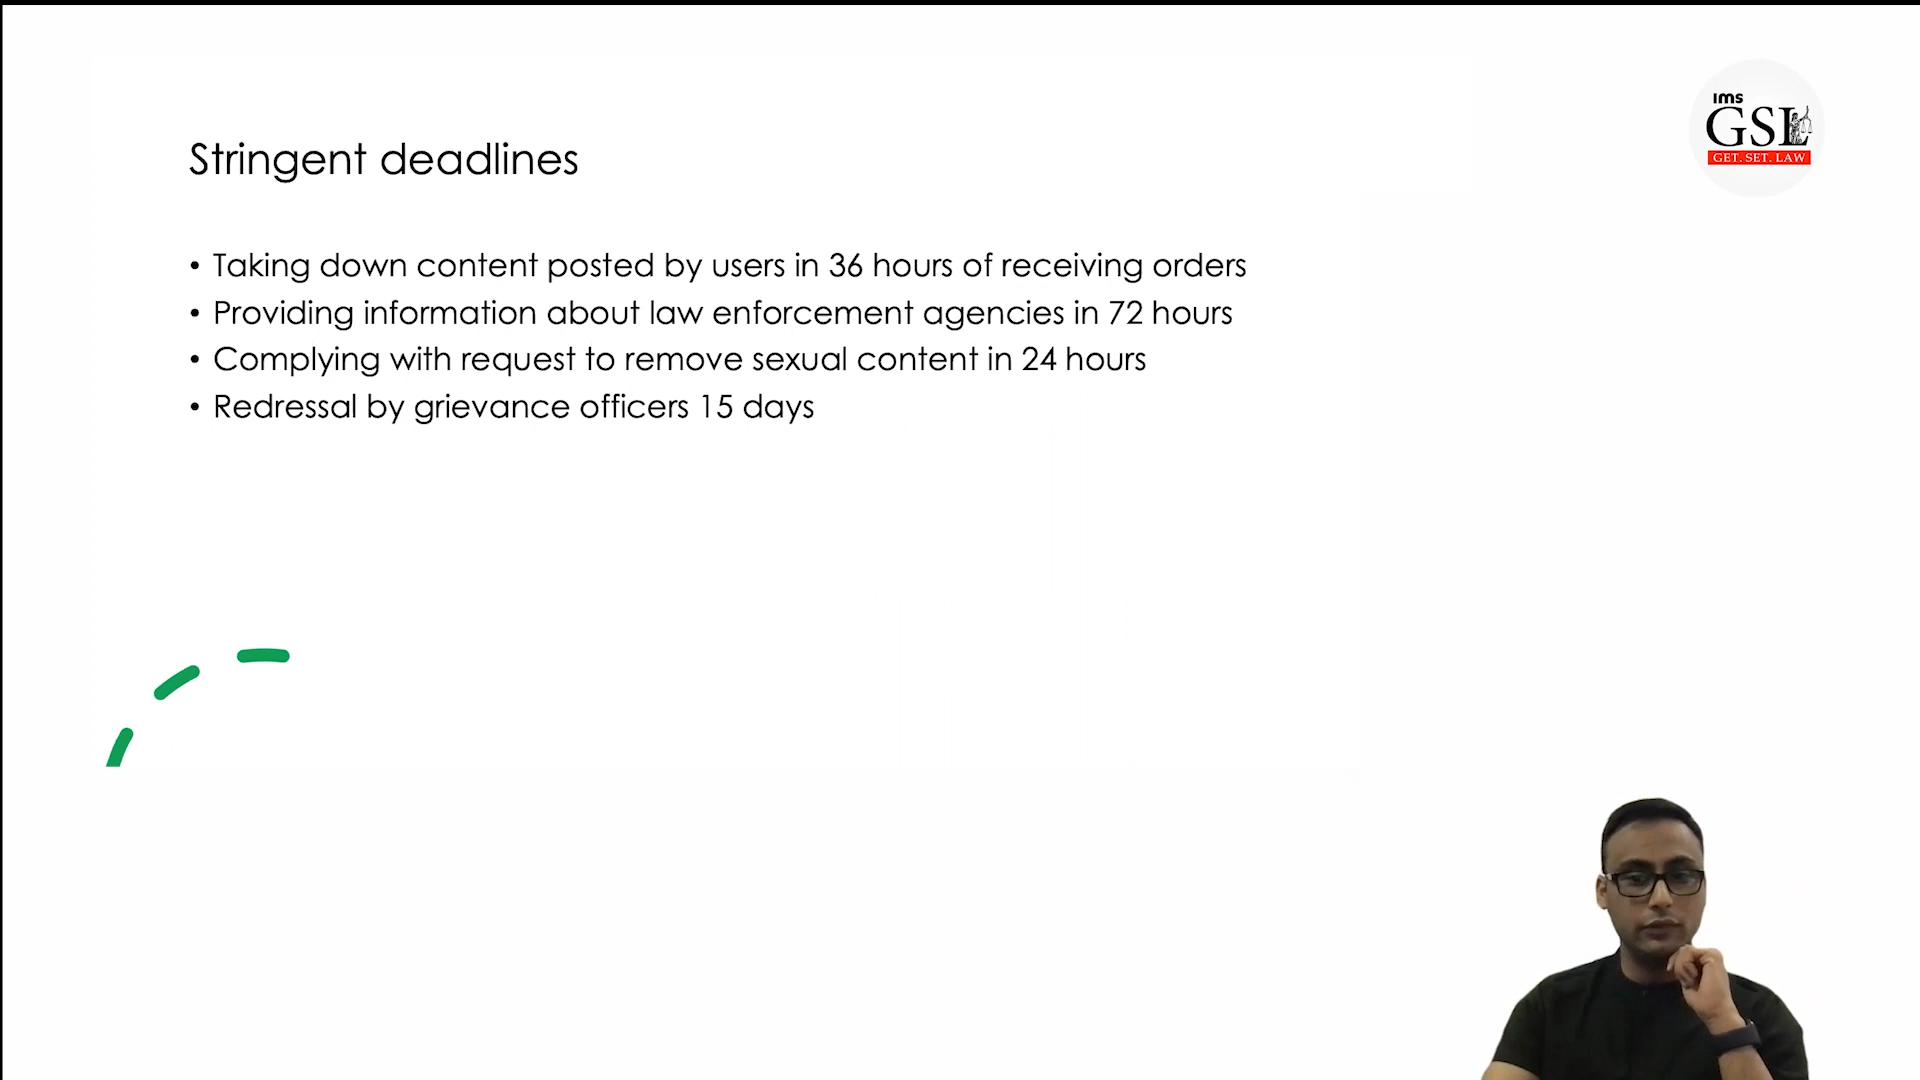 ims
GSL
GET. SET. LAW
Stringent deadlines
• Taking down content posted by users in 36 hours of receiving orders
• Providing information about law enforcement agencies in 72 hours
• Complying with request to remove sexual content in 24 hours
• Redressal by grievance officers 15 days